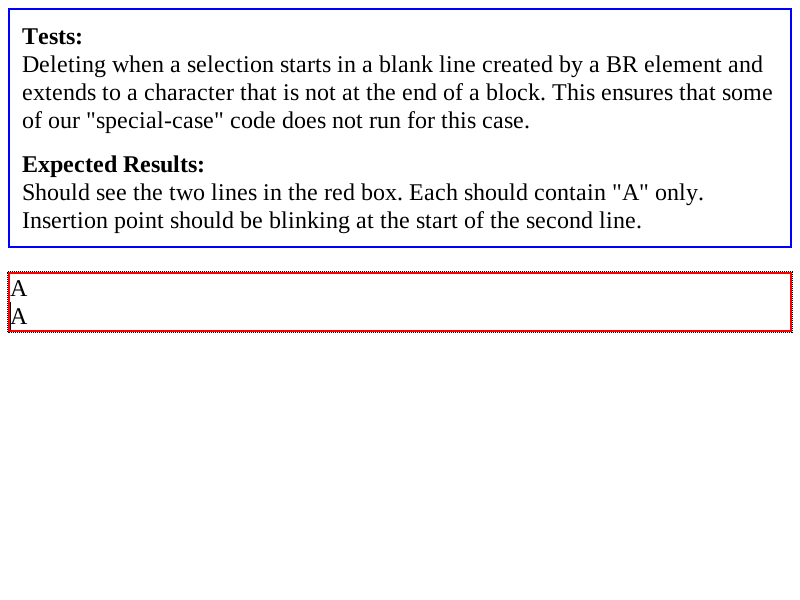 Tests:
Deleting when a selection starts in a blank line created by a BR element and
extends to a character that is not at the end of a block. This ensures that some
of our "special-case" code does not run for this case.
Expected Results:
Should see the two lines in the red box. Each should contain "A" only.
Insertion point should be blinking at the start of the second line.
A
A